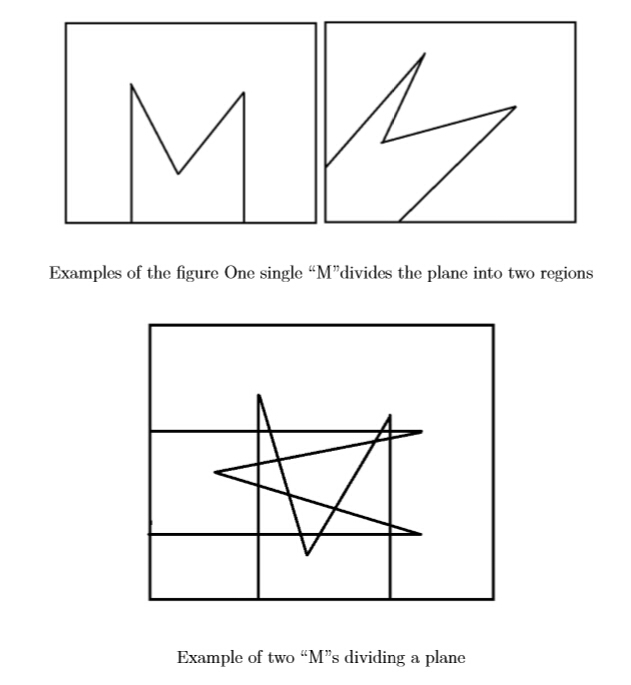 Examples of the figure One single “M”divides the plane into two regions
Example of two “M”s dividing a plane